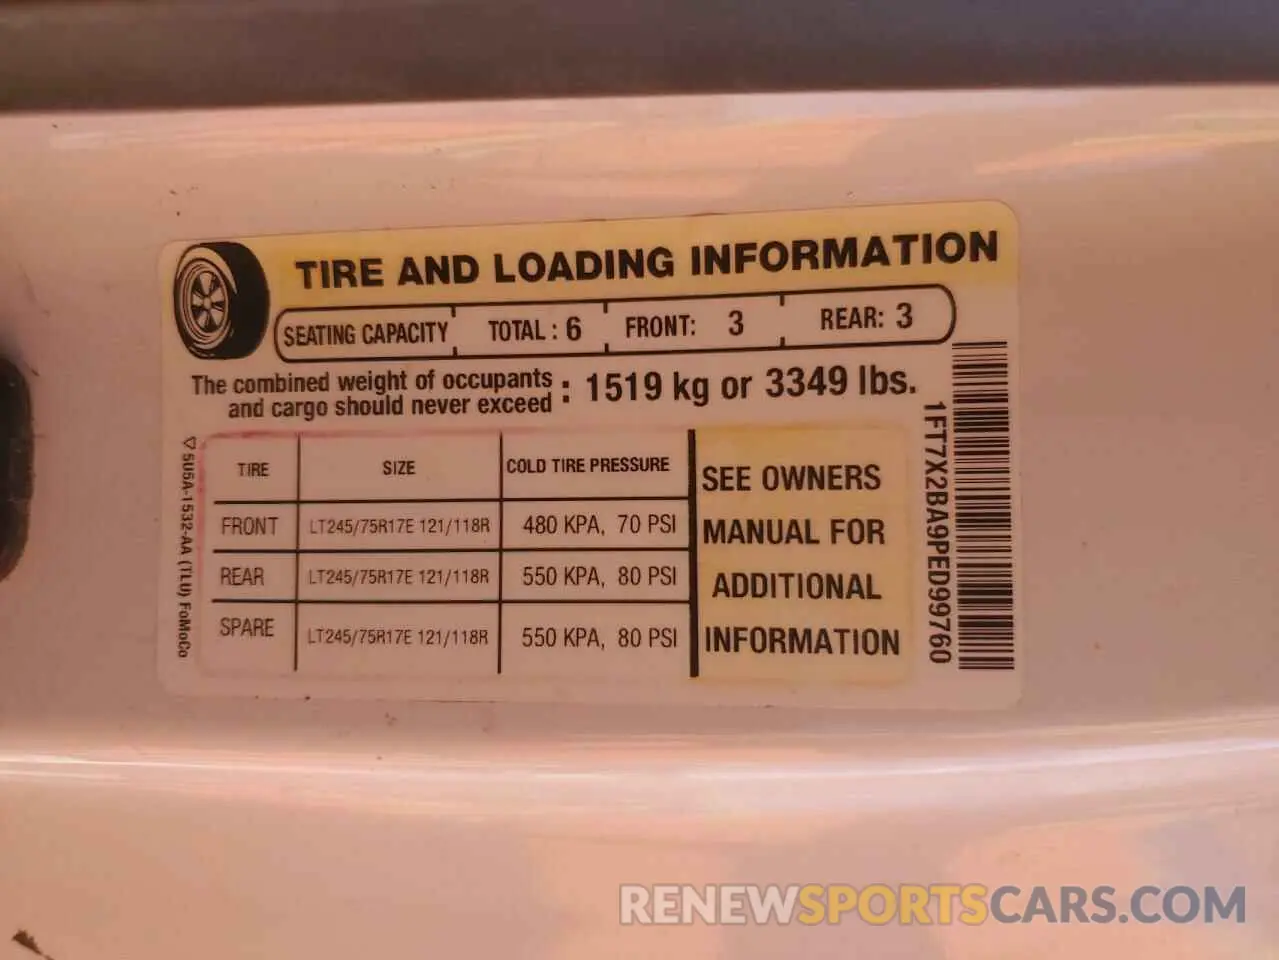 TIRE AND LOADING INFORMATION
SEATING CAPACITY TOTAL : 6 FRONT: 3 REAR: 3
The combined weight of occupants
and cargo should never exceed : 1519 kg or 3349 lbs.
TIRE SIZE COLD TIRE PRESSURE
FRONT LT245/75R17E 121/118R 480 KPA, 70 PSI
REAR LT245/75R17E 121/118R 550 KPA, 80 PSI
SPARE LT245/75R17E 121/118R 550 KPA, 80 PSI
SEE OWNERS
MANUAL FOR
ADDITIONAL
INFORMATION
5U5A-1532-AA (TLU) FoMoCo
1FT7X2BA9PED99760
RENEWSPORTSCARS.COM